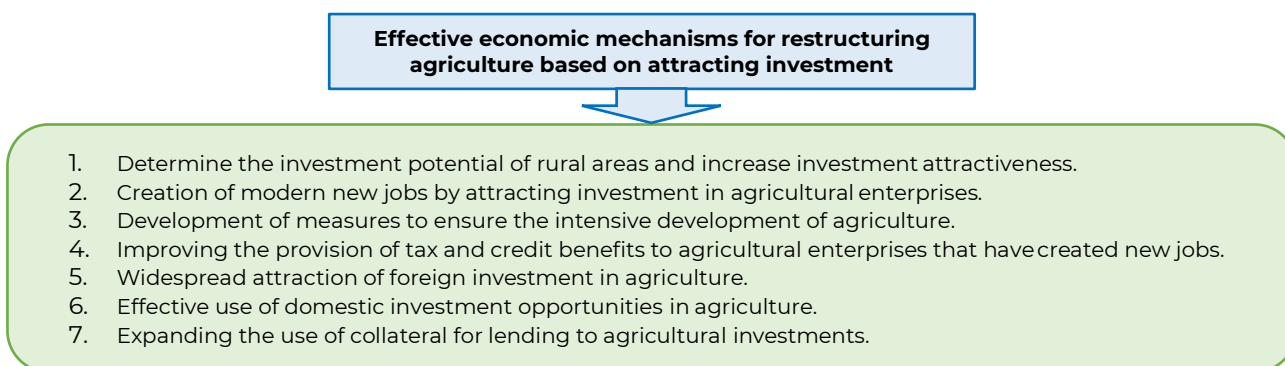 Effective economic mechanisms for restructuring
agriculture based on attracting investment
1. Determine the investment potential of rural areas and increase investment attractiveness.
2. Creation of modern new jobs by attracting investment in agricultural enterprises.
3. Development of measures to ensure the intensive development of agriculture.
4. Improving the provision of tax and credit benefits to agricultural enterprises that have created new jobs.
5. Widespread attraction of foreign investment in agriculture.
6. Effective use of domestic investment opportunities in agriculture.
7. Expanding the use of collateral for lending to agricultural investments.